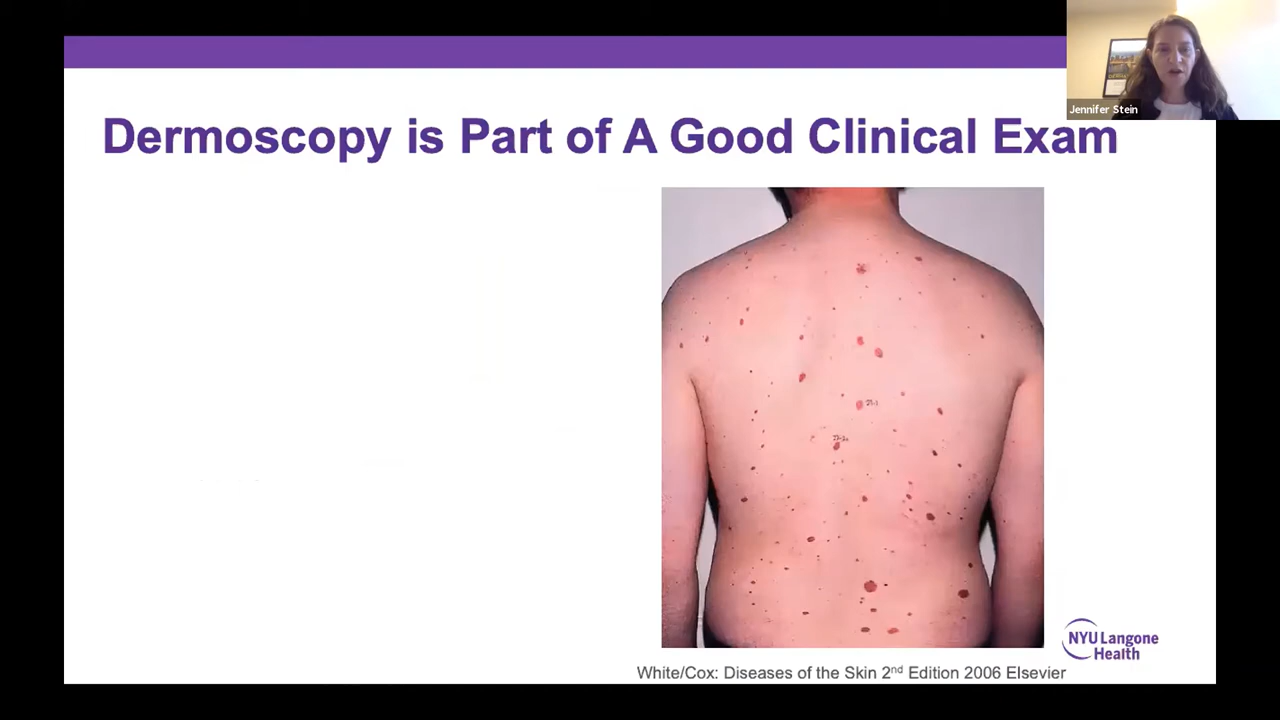 Jennifer Stein
Dermoscopy is Part of A Good Clinical Exam
NYU Langone
Health
White/Cox: Diseases of the Skin 2nd Edition 2006 Elsevier